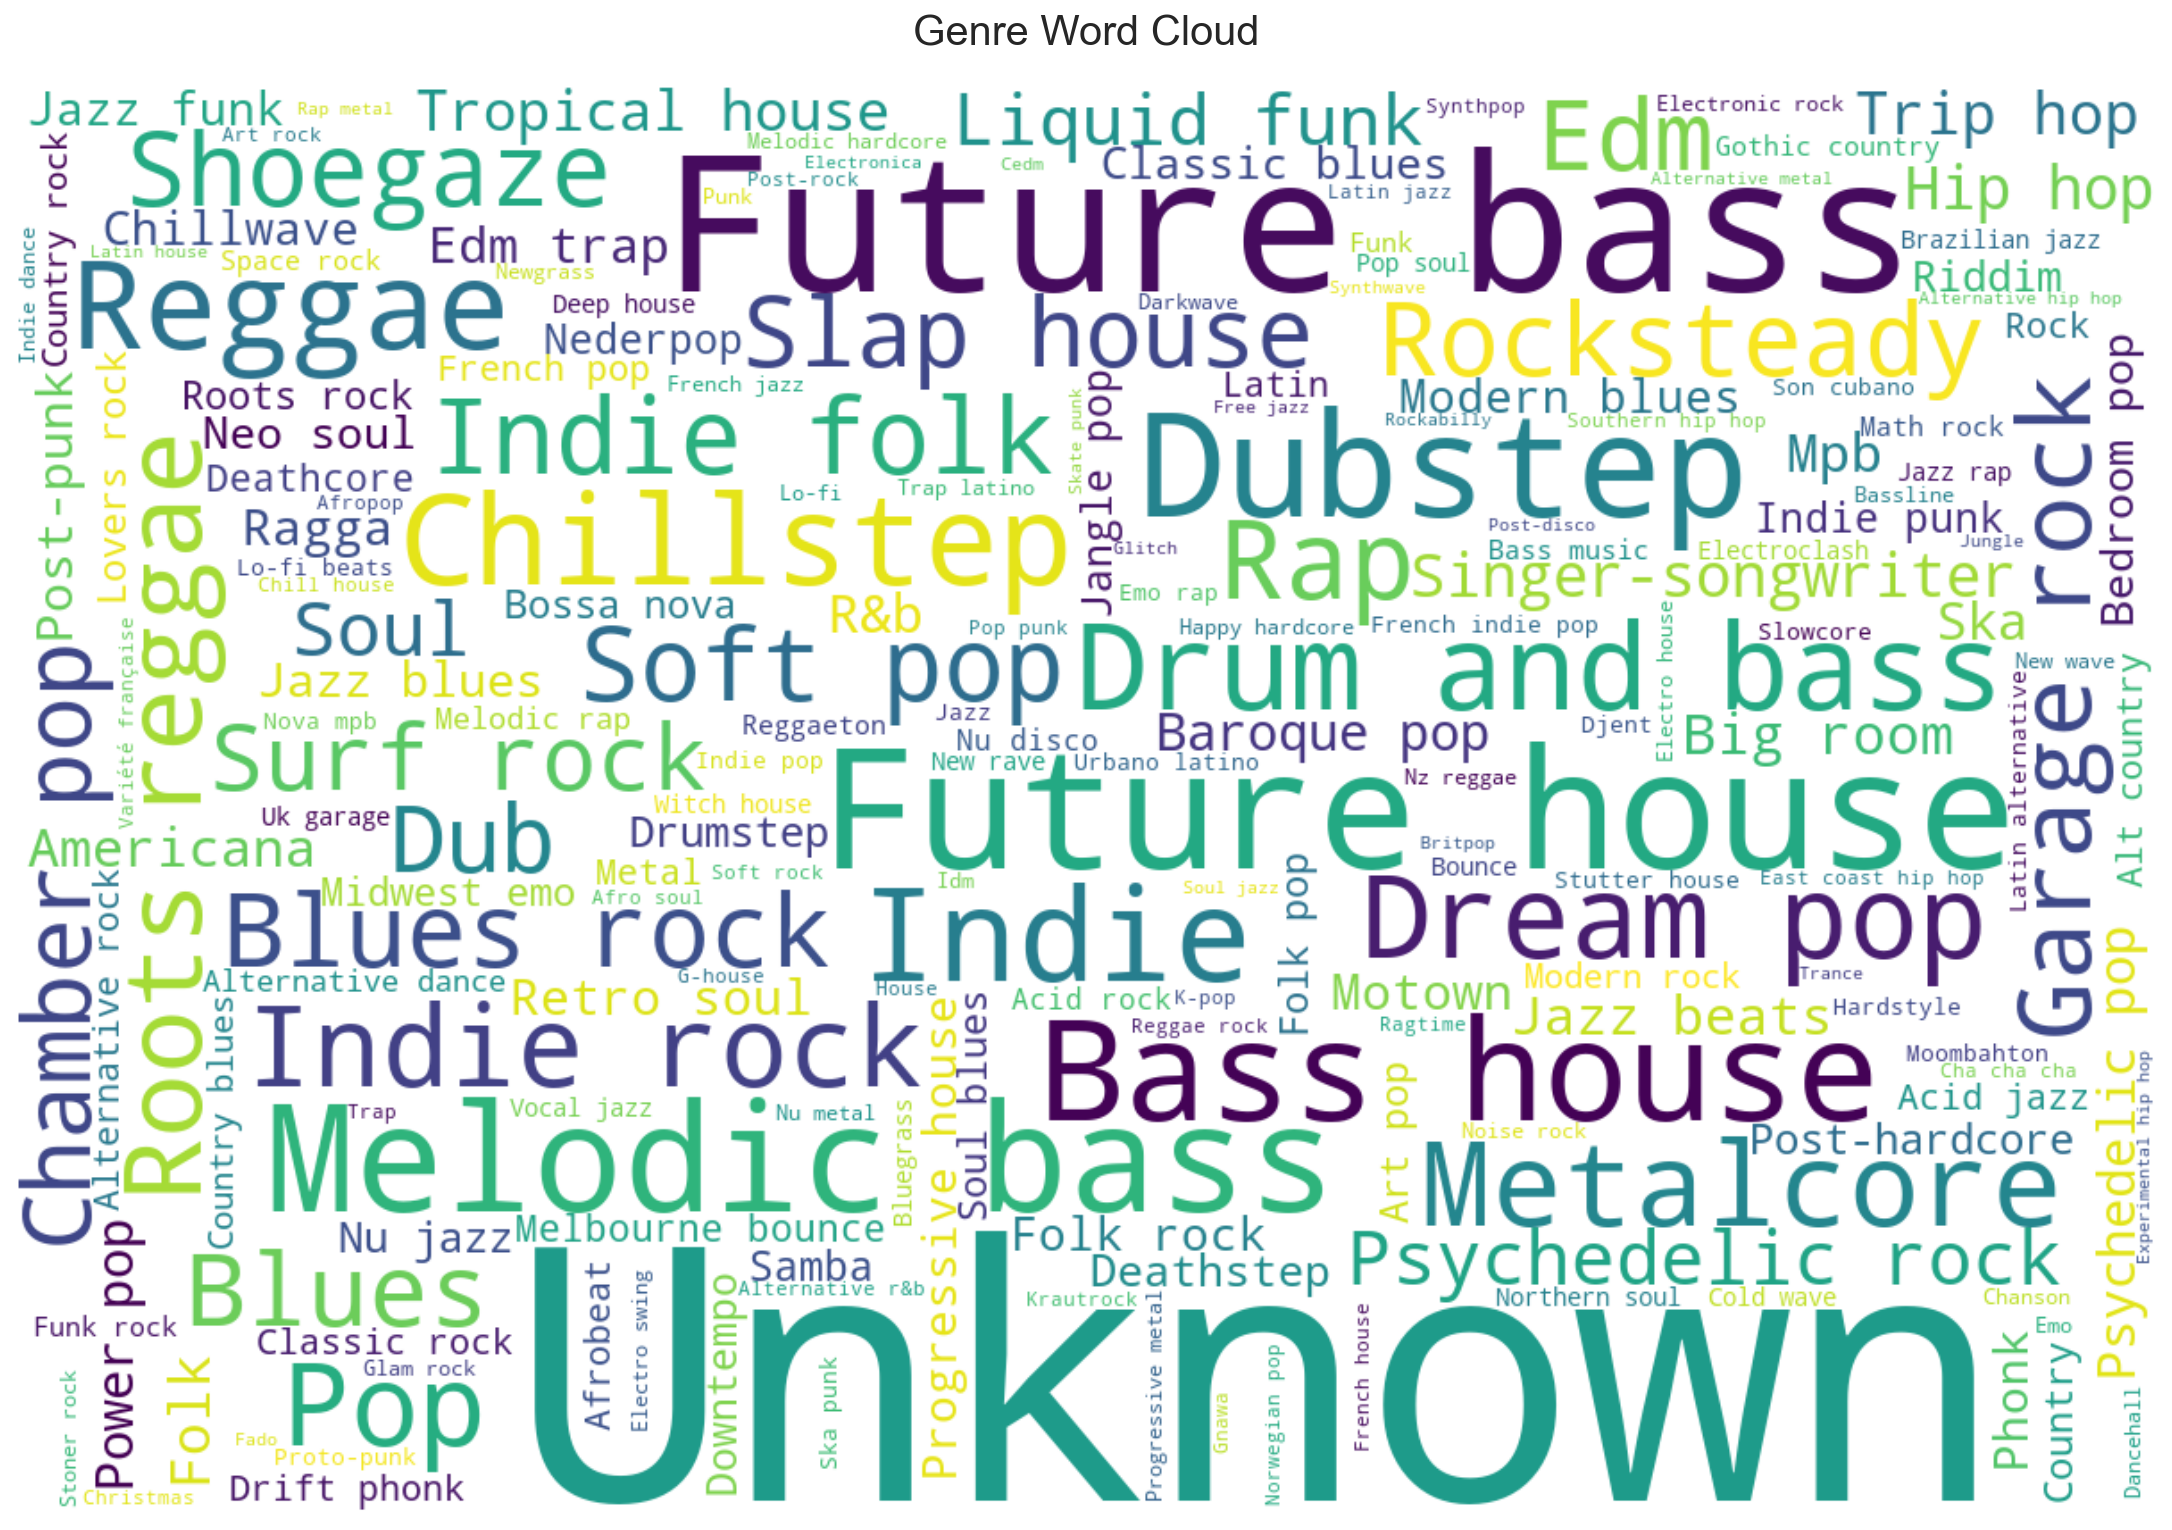 Genre Word Cloud
Jazz funk
Rap metal
Tropical house
Liquid funk
Synthpop
Edm
Electronic rock
Trip hop
Art rock
Shoegaze
Melodic hardcore
Electronica
Cedm
Classic blues
Gothic country
Post-rock
Punk
Future bass
Latin jazz
Alternative metal
Hip hop
Country rock
Indie dance
Chillwave
Latin house
Space rock
Edm trap
Newgrass
Funk
Pop soul
Synthwave
Brazilian jazz
Riddim
Alternative hip hop
Reggae
Deep house
Nederpop
Slap house
Darkwave
Rocksteady
Rock
French pop
French jazz
Latin
Free jazz
Modern blues
Son cubano
Rockabilly
Southern hip hop
Post-punk
Lovers rock
Roots rock
Neo soul
Indie folk
Skate punk
Jangle pop
Dubstep
Mpb
Math rock
Jazz rap
Bassline
Garage rock
Bedroom pop
Deathcore
Afropop
Ragga
Lo-fi
Trap latino
Chillstep
Lo-fi beats
Chill house
Glitch
Post-disco
Indie punk
Jungle
Bass music
Electroclash
Rap
Singer-songwriter
Emo rap
Roots reggae
Soul
Bossa nova
R&b
Pop punk
Happy hardcore
French indie pop
Electro house
Slowcore
Ska
Chamber pop
Variété française
Jazz blues
Soft pop
Drum and bass
New wave
Latin alternative
Alt country
Nova mpb
Melodic rap
Reggaeton
Jazz
Nu disco
Baroque pop
Djent
Big room
Surf rock
Indie pop
New rave
Urbano latino
Nz reggae
Witch house
Future house
Uk garage
Dub
Drumstep
Americana
Britpop
Bounce
Alternative rock
Midwest emo
Metal
Soft rock
Afro soul
Idm
Soul jazz
Folk pop
Stutter house
East coast hip hop
Blues rock
Indie
Dream pop
Alternative dance
G-house
House
Modern rock
Trance
Country blues
Retro soul
Acid rock
K-pop
Motown
Jazz beats
Hardstyle
Psychedelic pop
Indie rock
Progressive house
Soul blues
Reggae rock
Ragtime
Bass house
Moombahton
Cha cha cha
Experimental hip hop
Art pop
Acid jazz
Trap
Vocal jazz
Nu metal
Melodic bass
Bluegrass
Noise rock
Post-hardcore
Metalcore
Power pop
Nu jazz
Melbourne bounce
Folk rock
Psychedelic rock
Blues
Samba
Deathstep
Afrobeat
Electro swing
Downtempo
Alternative r&b
Krautrock
Progressive metal
Northern soul
Cold wave
Chanson
Funk rock
Classic rock
Unknown
French house
Emo
Stoner rock
Folk
Glam rock
Pop
Ska punk
Gnawa
Norwegian pop
Phonk
Country
Dancehall
Fado
Proto-punk
Drift phonk
Christmas